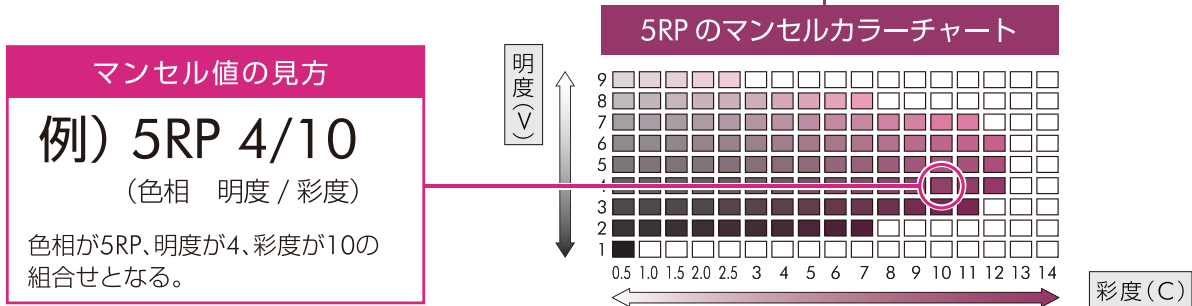 5RPのマンセルカラーチャート
マンセル値の見方
例）5RP 4/10
（色相　明度 / 彩度）
色相が5RP、明度が4、彩度が10の
組合せとなる。
明度（V）
9
8
7
6
5
4
3
2
1
0.5 1.0 1.5 2.0 2.5 3 4 5 6 7 8 9 10 11 12 13 14
彩度（C）